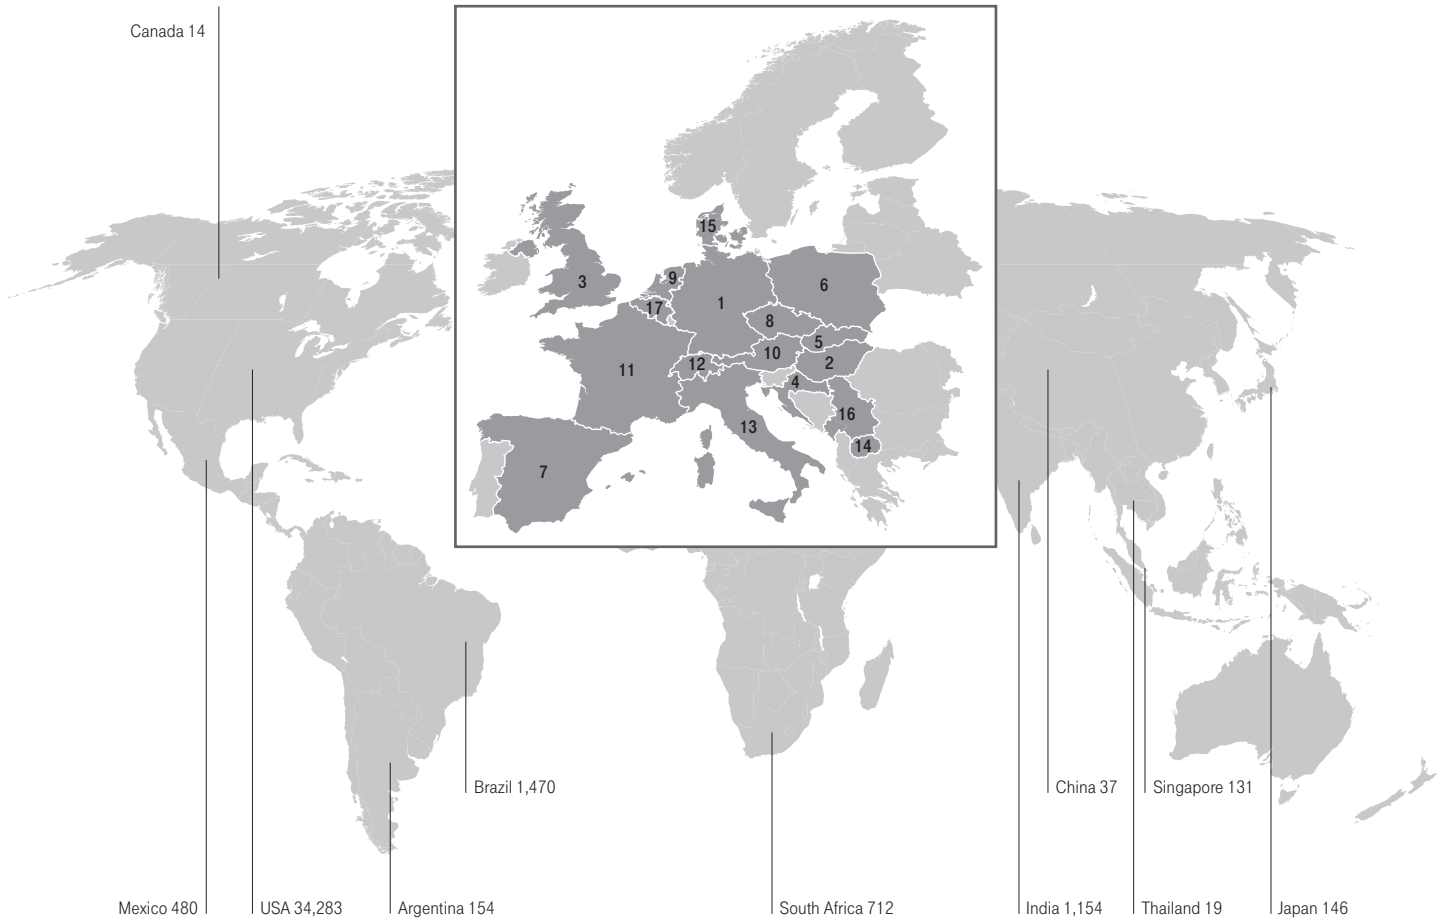 Canada 14
15
3
9
1
6
17
8
5
10
2
11
12
4
16
13
14
7
Brazil 1,470
China 37
Singapore 131
Mexico 480
USA 34,283
Argentina 154
South Africa 712
India 1,154
Thailand 19
Japan 146